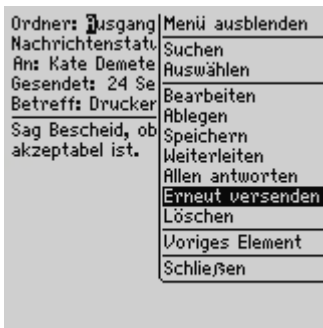 Ordner: Ausgang
Nachrichtenstatu
An: Kate Demete
Gesendet: 24 Se
Betreff: Drucker
Sag Bescheid, ob
akzeptabel ist.
Menü ausblenden
Suchen
Auswählen
Bearbeiten
Ablegen
Speichern
Weiterleiten
Allen antworten
Erneut versenden
Löschen
Voriges Element
Schließen